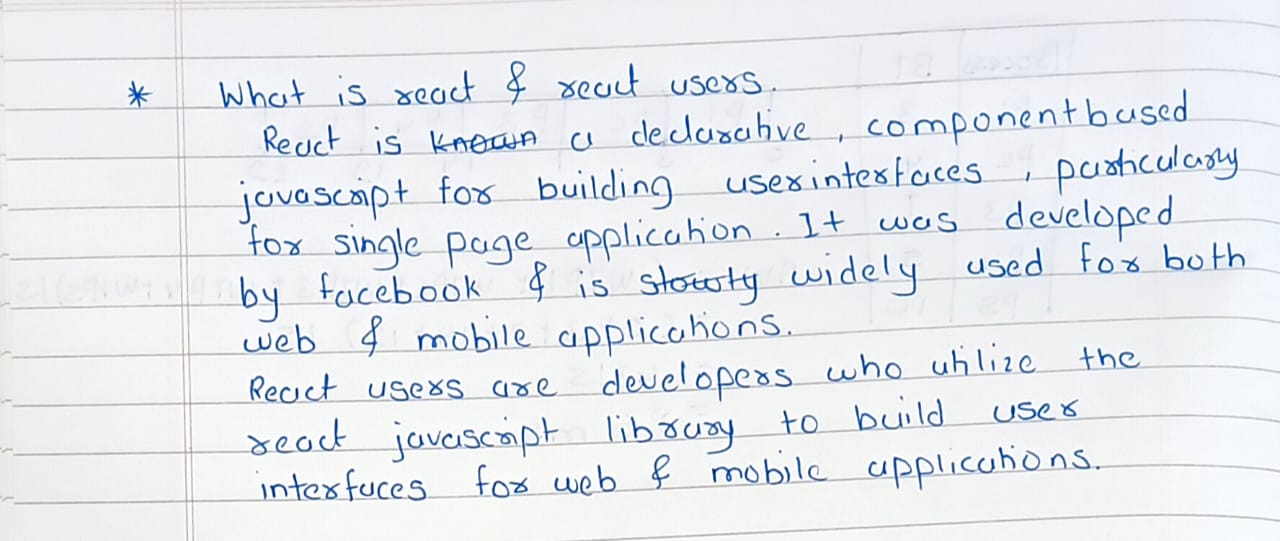 * What is react & react users.
React is known a declarative, componentbased
javascript for building userinterfaces, particulary
for single page application. It was developed
by facebook & is slowly widely used for both
web & mobile applications.
React users are developers who utilize the
react javascript library to build user
interfaces for web & mobile applications.